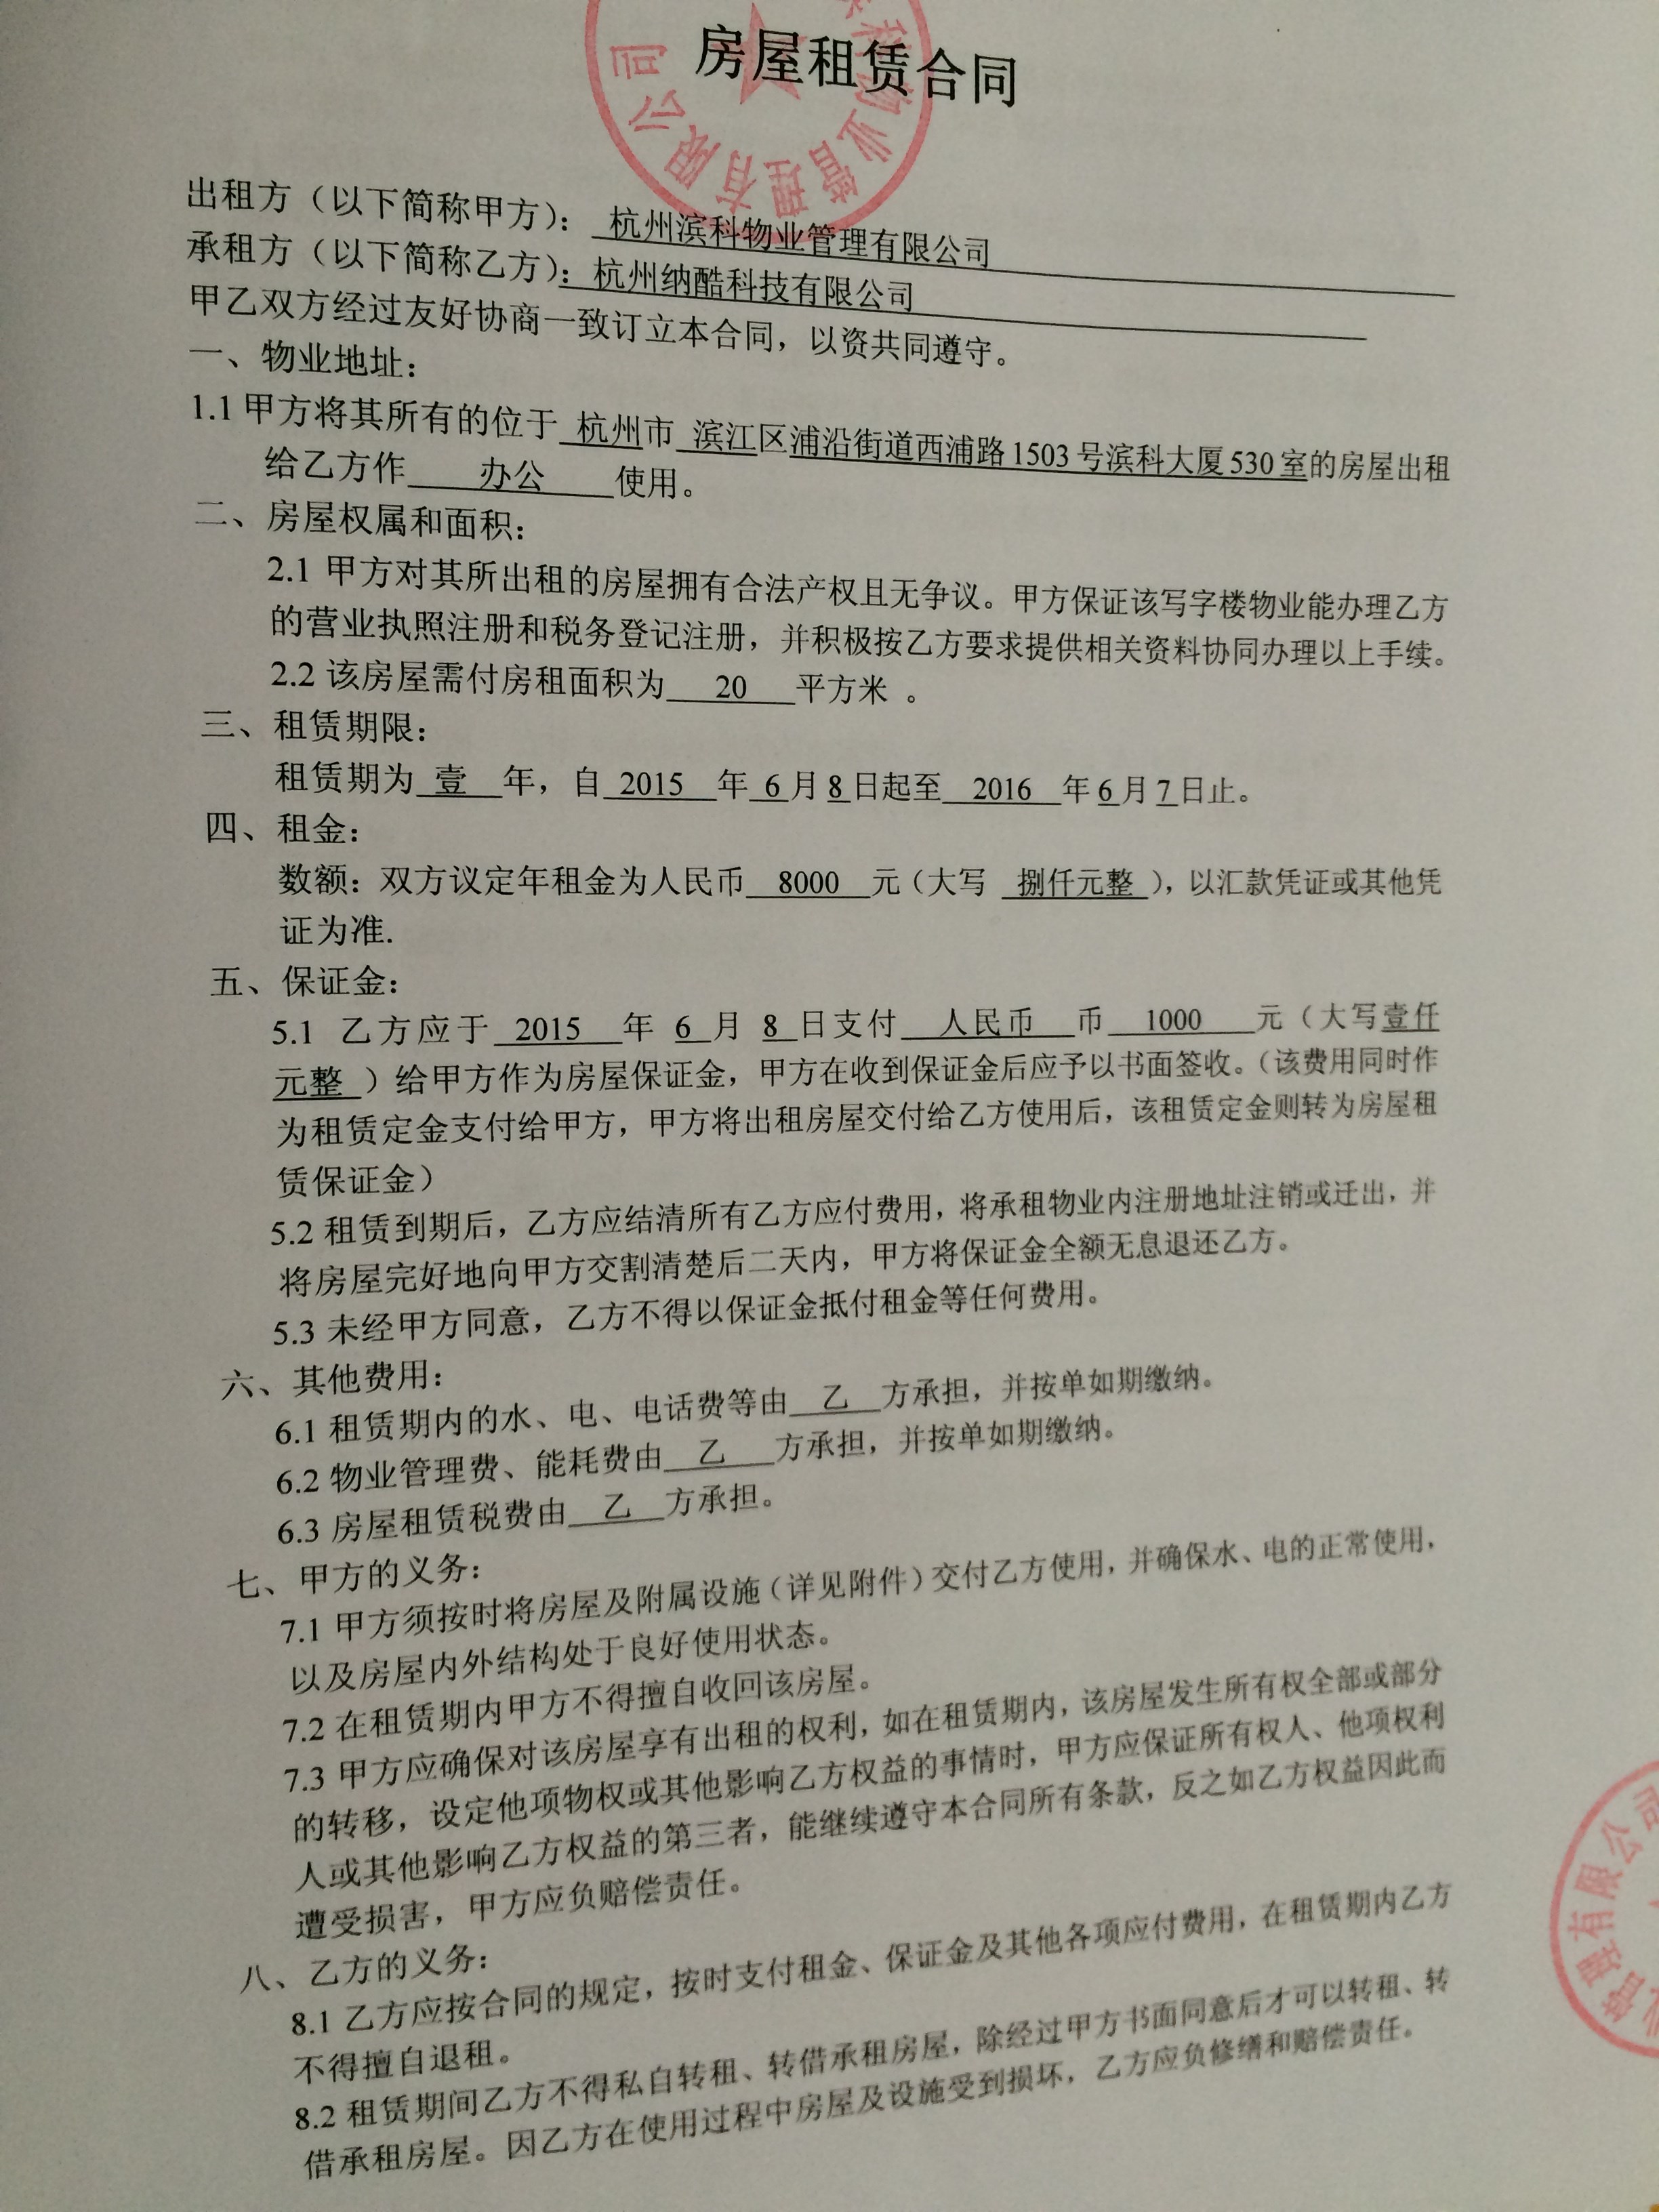 房屋租赁合同
出租方（以下简称甲方）： 杭州滨科物业管理有限公司
承租方（以下简称乙方）：杭州纳酷科技有限公司
甲乙双方经过友好协商一致订立本合同，以资共同遵守。
一、物业地址：
1.1 甲方将其所有的位于 杭州市 滨江区浦沿街道西浦路 1503 号滨科大厦 530 室的房屋出租
给乙方作 办公 使用。
二、房屋权属和面积：
2.1 甲方对其所出租的房屋拥有合法产权且无争议。甲方保证该写字楼物业能办理乙方
的营业执照注册和税务登记注册，并积极按乙方要求提供相关资料协同办理以上手续。
2.2 该房屋需付房租面积为 20 平方米 。
三、租赁期限：
租赁期为 壹 年，自 2015 年 6 月 8 日起至 2016 年 6 月 7 日止。
四、租金：
数额：双方议定年租金为人民币 8000 元（大写 捌仟元整 ），以汇款凭证或其他凭
证为准.
五、保证金：
5.1 乙方应于 2015 年 6 月 8 日支付 人民币 币 1000 元（大写壹仟
元整 ）给甲方作为房屋保证金，甲方在收到保证金后应予以书面签收。（该费用同时作
为租赁定金支付给甲方，甲方将出租房屋交付给乙方使用后，该租赁定金则转为房屋租
赁保证金）
5.2 租赁到期后，乙方应结清所有乙方应付费用，将承租物业内注册地址注销或迁出，并
将房屋完好地向甲方交割清楚后二天内，甲方将保证金全额无息退还乙方。
5.3 未经甲方同意，乙方不得以保证金抵付租金等任何费用。
六、其他费用：
6.1 租赁期内的水、电、电话费等由 乙 方承担，并按单如期缴纳。
6.2 物业管理费、能耗费由 乙 方承担，并按单如期缴纳。
6.3 房屋租赁税费由 乙 方承担。
七、甲方的义务：
7.1 甲方须按时将房屋及附属设施（详见附件）交付乙方使用，并确保水、电的正常使用，
以及房屋内外结构处于良好使用状态。
7.2 在租赁期内甲方不得擅自收回该房屋。
7.3 甲方应确保对该房屋享有出租的权利，如在租赁期内，该房屋发生所有权全部或部分
的转移，设定他项物权或其他影响乙方权益的事情时，甲方应保证所有权人、他项权利
人或其他影响乙方权益的第三者，能继续遵守本合同所有条款，反之如乙方权益因此而
遭受损害，甲方应负赔偿责任。
八、乙方的义务：
8.1 乙方应按合同的规定，按时支付租金、保证金及其他各项应付费用，在租赁期内乙方
不得擅自退租。
8.2 租赁期间乙方不得私自转租、转借承租房屋，除经过甲方书面同意后才可以转租、转
借承租房屋。因乙方在使用过程中房屋及设施受到损坏，乙方应负修缮和赔偿责任。
科物业管理有限公司
管理有限公司